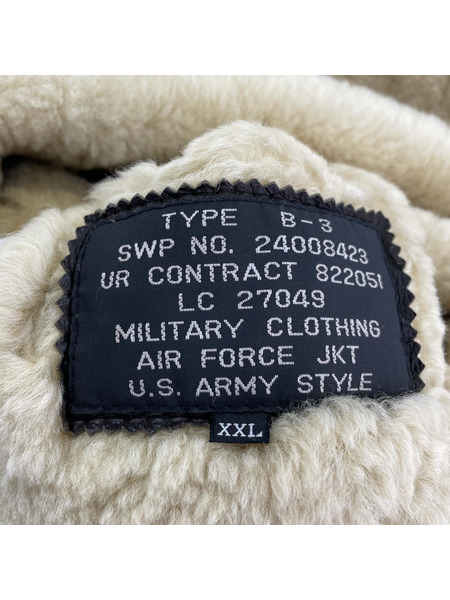 TYPE B-3
SWP NO. 24008423
UR CONTRACT 822051
LC 27049
MILITARY CLOTHING
AIR FORCE JKT
U.S. ARMY STYLE
XXL